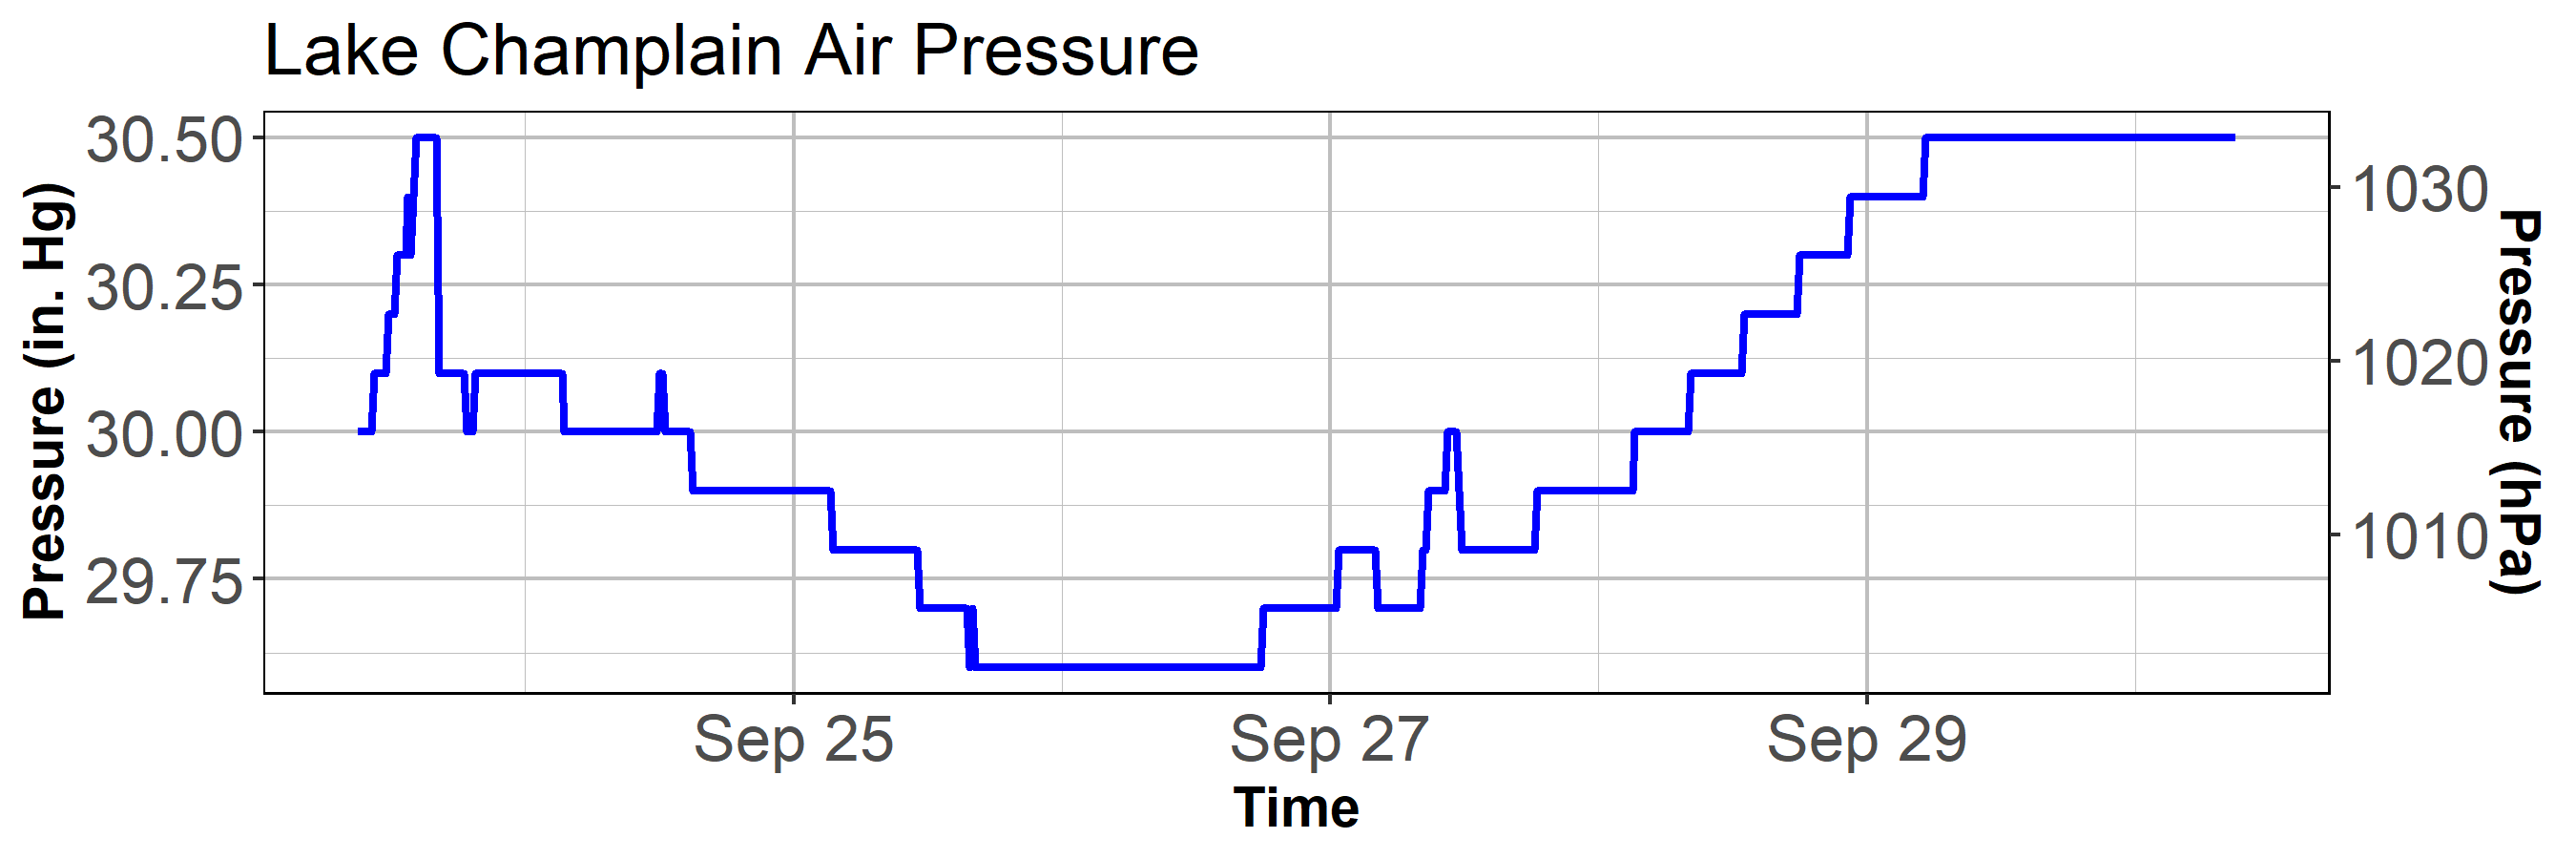 Lake Champlain Air Pressure
Pressure (in. Hg)
30.50
30.25
30.00
29.75
1030
1020
1010
Pressure (hPa)
Sep 25
Sep 27
Sep 29
Time